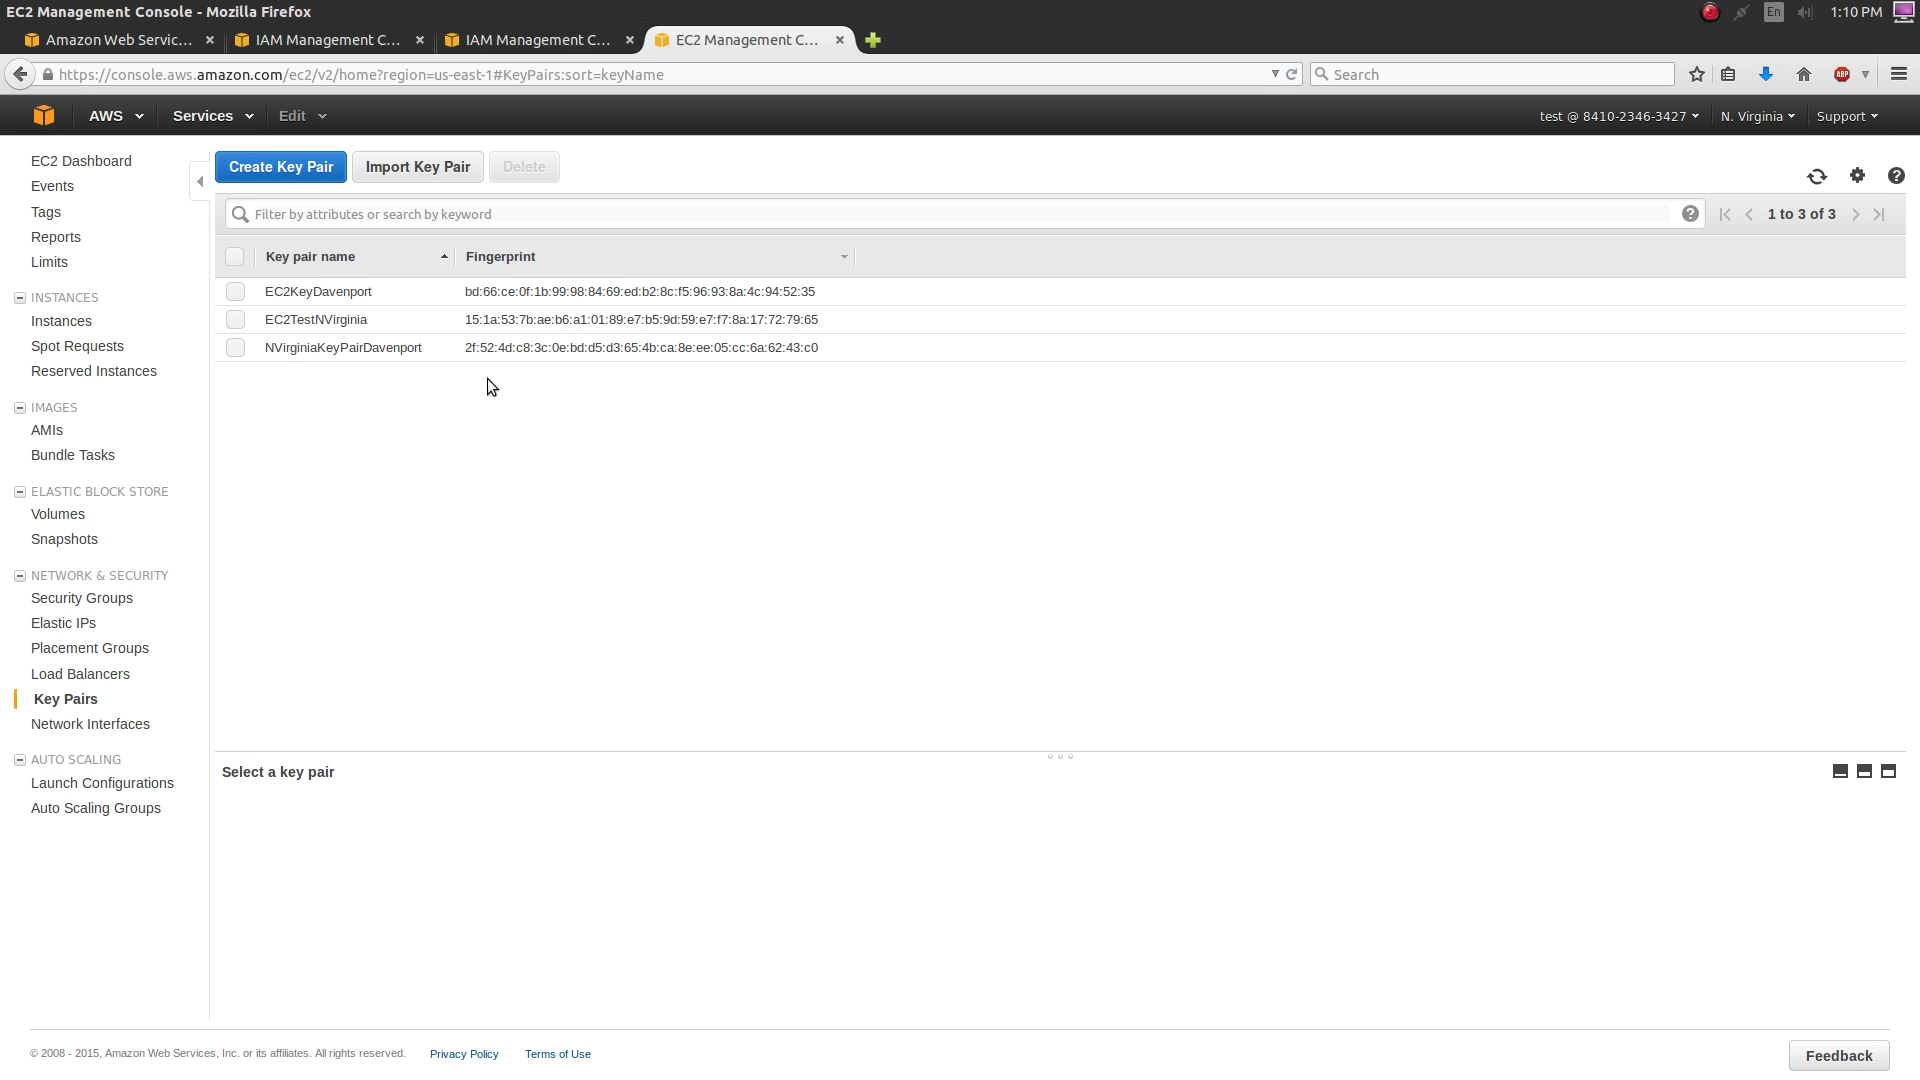 EC2 Management Console - Mozilla Firefox
En 1:10 PM
Amazon Web Servic... IAM Management C... IAM Management C... EC2 Management C...
https://console.aws.amazon.com/ec2/v2/home?region=us-east-1#KeyPairs:sort=keyName
Search
ABP
AWS Services Edit test @ 8410-2346-3427 N. Virginia Support
EC2 Dashboard
Events
Tags
Reports
Limits
INSTANCES
Instances
Spot Requests
Reserved Instances
IMAGES
AMIs
Bundle Tasks
ELASTIC BLOCK STORE
Volumes
Snapshots
NETWORK & SECURITY
Security Groups
Elastic IPs
Placement Groups
Load Balancers
Key Pairs
Network Interfaces
AUTO SCALING
Launch Configurations
Auto Scaling Groups
Create Key Pair Import Key Pair Delete
Filter by attributes or search by keyword
1 to 3 of 3
Key pair name Fingerprint
EC2KeyDavenport bd:66:ce:0f:1b:99:98:84:69:ed:b2:8c:f5:96:93:8a:4c:94:52:35
EC2TestNVirginia 15:1a:53:7b:ae:b6:a1:01:89:e7:b5:9d:59:e7:f7:8a:17:72:79:65
NVirginiaKeyPairDavenport 2f:52:4d:c8:3c:0e:bd:d5:d3:65:4b:ca:8e:ee:05:cc:6a:62:43:c0
Select a key pair
© 2008 - 2015, Amazon Web Services, Inc. or its affiliates. All rights reserved. Privacy Policy Terms of Use
Feedback